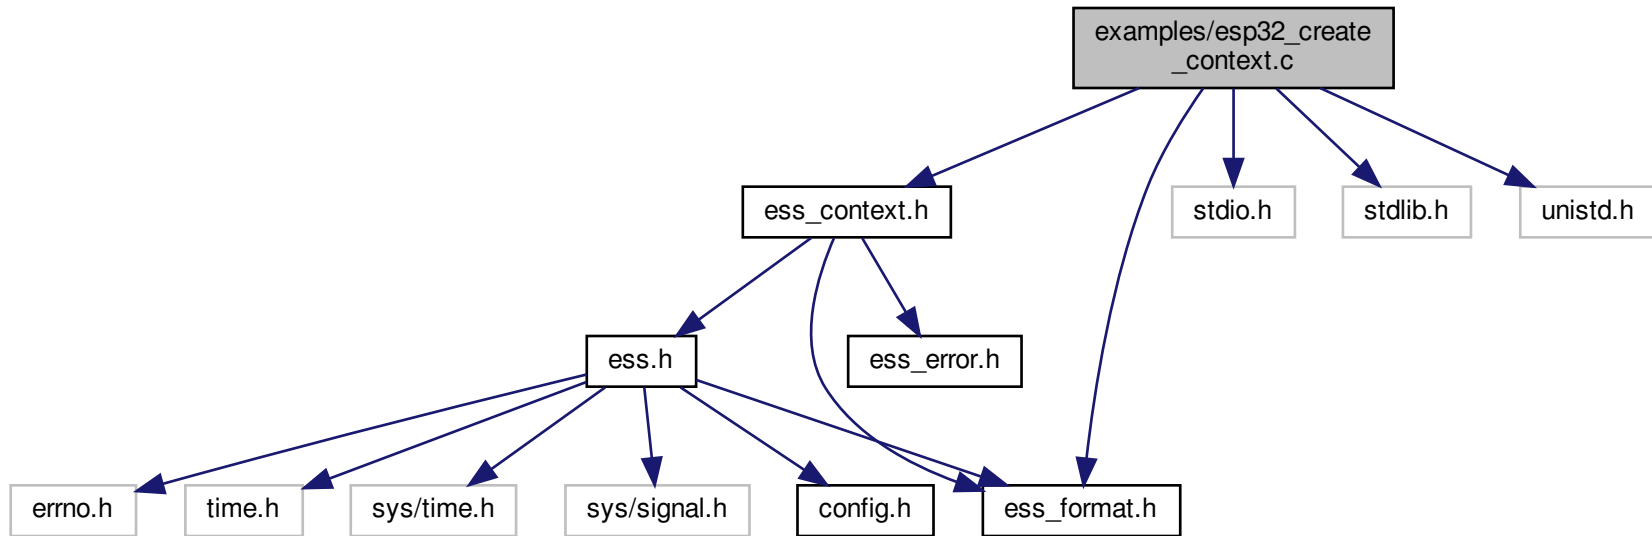 examples/esp32_create
_context.c
ess_context.h
stdio.h
stdlib.h
unistd.h
ess.h
ess_error.h
errno.h
time.h
sys/time.h
sys/signal.h
config.h
ess_format.h